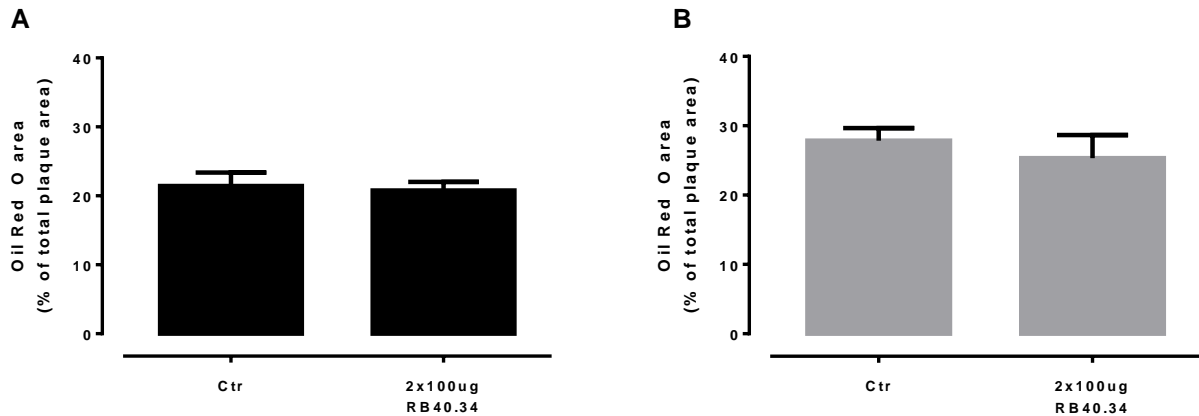 A
Oil Red O area
(% of total plaque area)
40
30
20
10
0
Ctr
2x100ug
RB40.34
B
Oil Red O area
(% of total plaque area)
40
30
20
10
0
Ctr
2x100ug
RB40.34